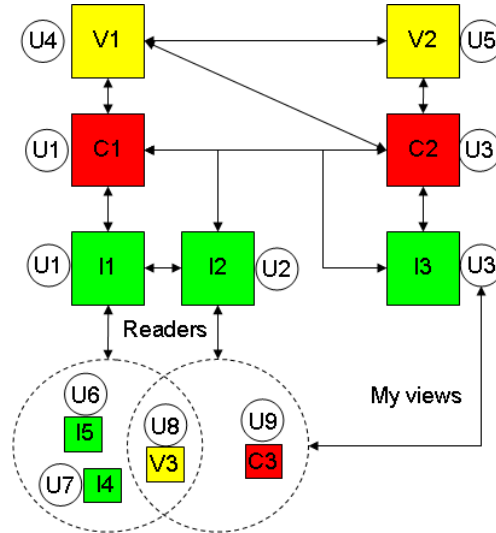 U4 V1 V2 U5
U1 C1 C2 U3
U1 I1 I2 U2 I3 U3
Readers
My views
U6
I5
U8
V3
U9
C3
U7 I4